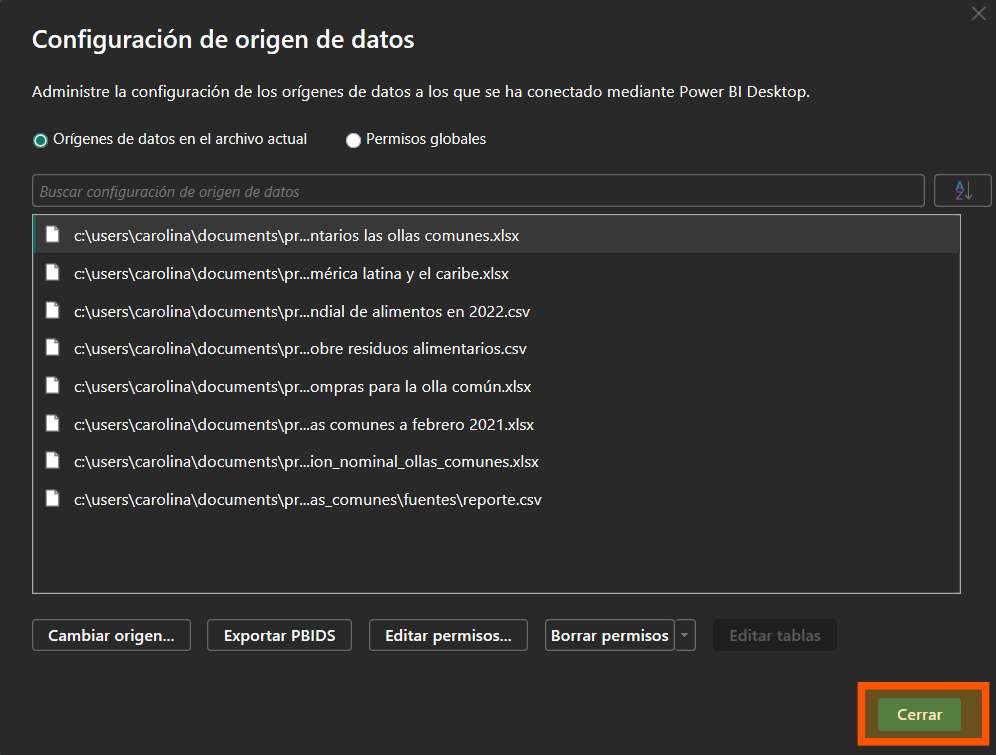 Configuración de origen de datos
Administre la configuración de los orígenes de datos a los que se ha conectado mediante Power BI Desktop.
Orígenes de datos en el archivo actual Permisos globales
Buscar configuración de origen de datos
A
Z
c:\users\carolina\documents\pr...ntarios las ollas comunes.xlsx
c:\users\carolina\documents\pr...mérica latina y el caribe.xlsx
c:\users\carolina\documents\pr...ndial de alimentos en 2022.csv
c:\users\carolina\documents\pr...obre residuos alimentarios.csv
c:\users\carolina\documents\pr...ompras para la olla común.xlsx
c:\users\carolina\documents\pr...as comunes a febrero 2021.xlsx
c:\users\carolina\documents\pr...ion_nominal_ollas_comunes.xlsx
c:\users\carolina\documents\pr...as_comunes\fuentes\reporte.csv
Cambiar origen... Exportar PBIDS Editar permisos... Borrar permisos Editar tablas
Cerrar